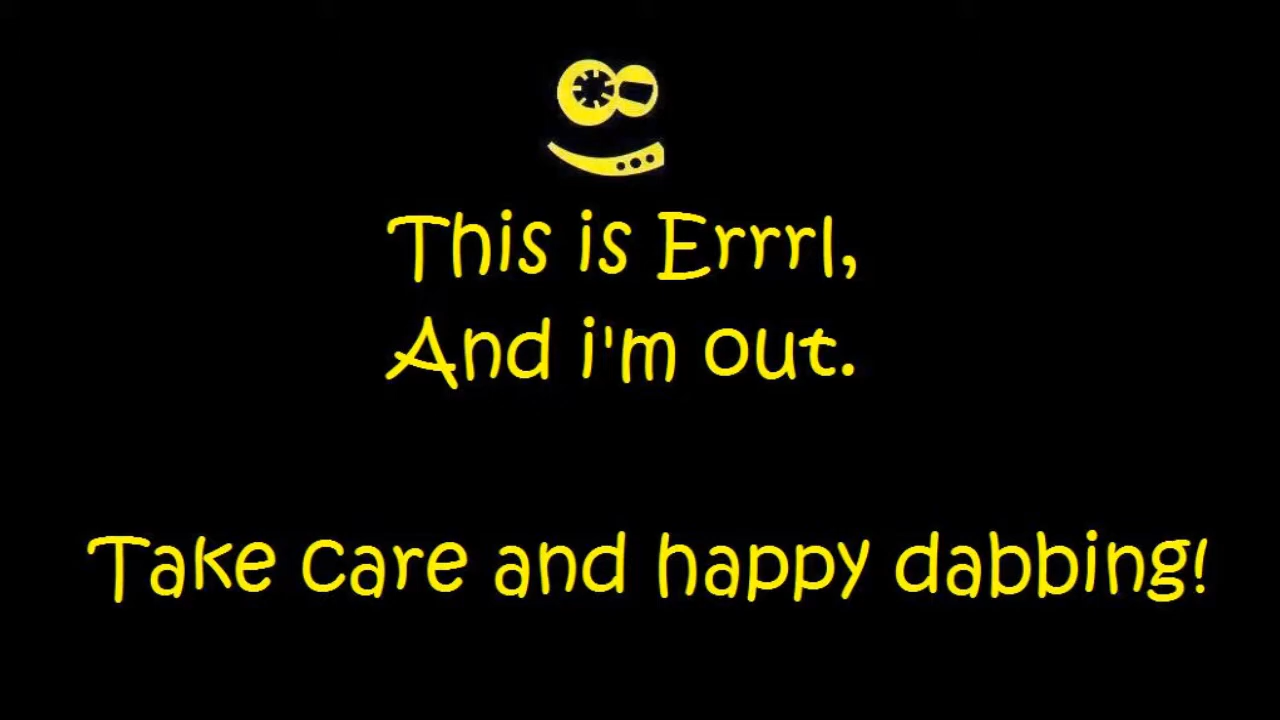 This is Errrl,
And i'm out.
Take care and happy dabbing!